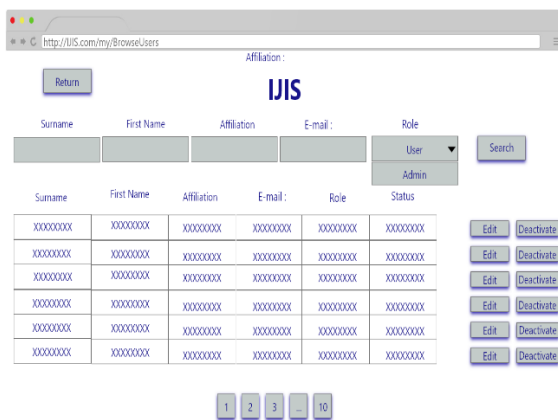 http://IJIS.com/my/BrowseUsers
Affiliation :
Return
IJIS
Surname First Name Affiliation E-mail : Role
User Search
Admin
Surname First Name Affiliation E-mail : Role Status
XXXXXXXX XXXXXXXX XXXXXXXX XXXXXXXX XXXXXXXX XXXXXXXX Edit Deactivate
XXXXXXXX XXXXXXXX XXXXXXXX XXXXXXXX XXXXXXXX XXXXXXXX Edit Deactivate
XXXXXXXX XXXXXXXX XXXXXXXX XXXXXXXX XXXXXXXX XXXXXXXX Edit Deactivate
XXXXXXXX XXXXXXXX XXXXXXXX XXXXXXXX XXXXXXXX XXXXXXXX Edit Deactivate
XXXXXXXX XXXXXXXX XXXXXXXX XXXXXXXX XXXXXXXX XXXXXXXX Edit Deactivate
XXXXXXXX XXXXXXXX XXXXXXXX XXXXXXXX XXXXXXXX XXXXXXXX Edit Deactivate
1 2 3 ... 10